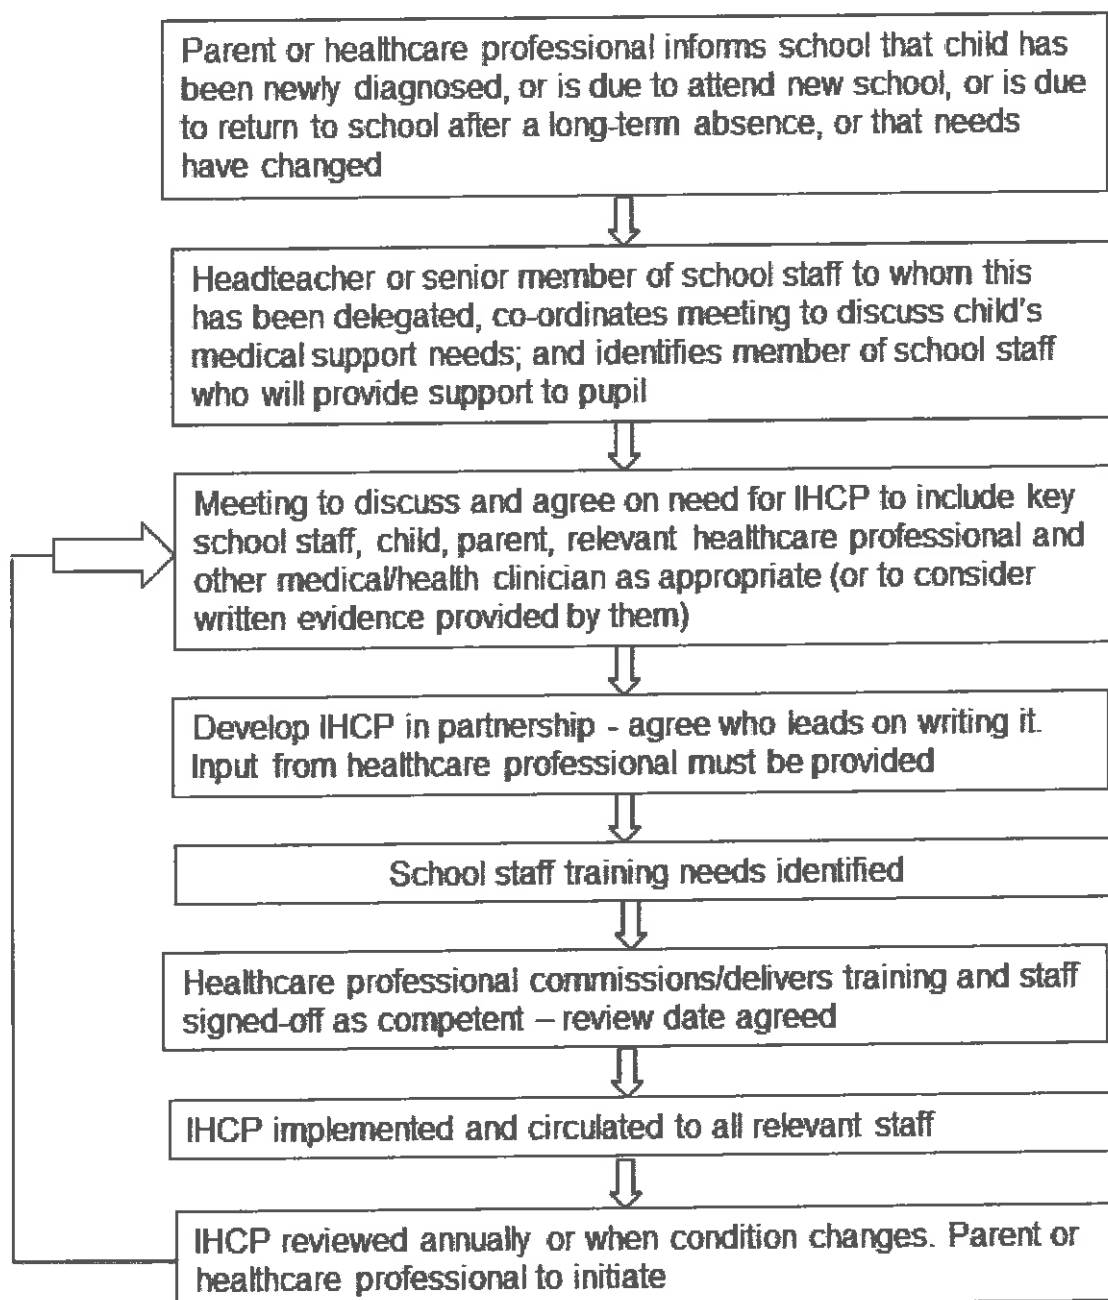 Parent or healthcare professional informs school that child has
been newly diagnosed, or is due to attend new school, or is due
to return to school after a long-term absence, or that needs
have changed
Headteacher or senior member of school staff to whom this
has been delegated, co-ordinates meeting to discuss child's
medical support needs; and identifies member of school staff
who will provide support to pupil
Meeting to discuss and agree on need for IHCP to include key
school staff, child, parent, relevant healthcare professional and
other medical/health clinician as appropriate (or to consider
written evidence provided by them)
Develop IHCP in partnership - agree who leads on writing it.
Input from healthcare professional must be provided
School staff training needs identified
Healthcare professional commissions/delivers training and staff
signed-off as competent – review date agreed
IHCP implemented and circulated to all relevant staff
IHCP reviewed annually or when condition changes. Parent or
healthcare professional to initiate